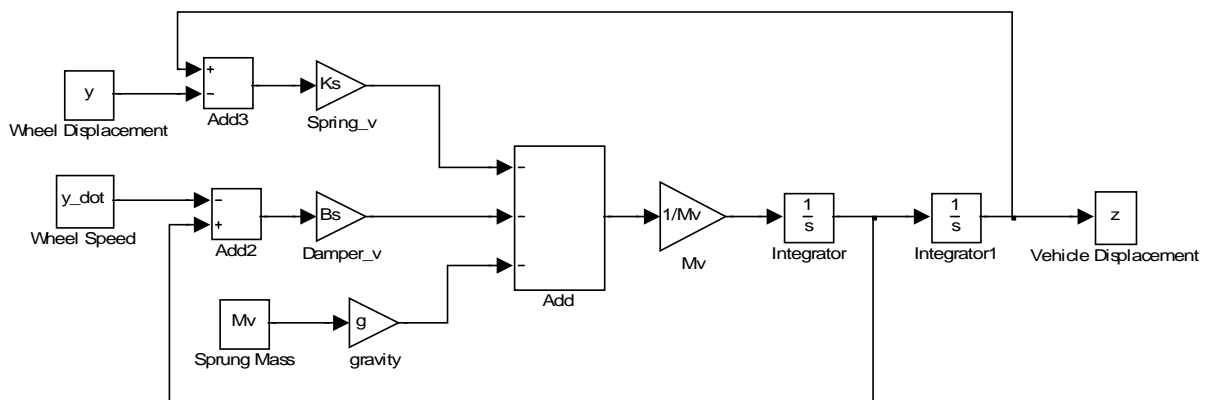 +
y
−
Wheel Displacement
Add3
Ks
Spring_v
−
y_dot
−
+
Wheel Speed
Add2
Bs
Damper_v
−
−
Add
1/Mv
Mv
1
s
Integrator
1
s
Integrator1
z
Vehicle Displacement
Mv
Sprung Mass
g
gravity